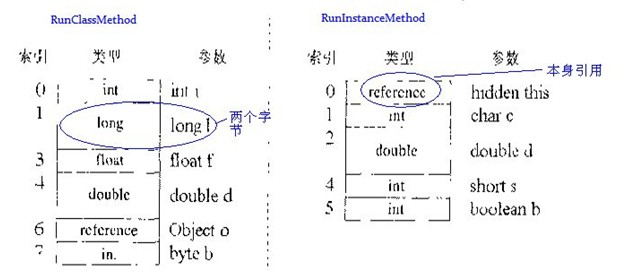 RunClassMethod
索引 类型 参数
0 int int i
1 long long l
两个字节
3 float float f
4 double double d
6 reference Object o
7 in. byte b
RunInstanceMethod
索引 类型 参数
本身引用
0 reference hidden this
1 int char c
2 double double d
4 int short s
5 int boolean b